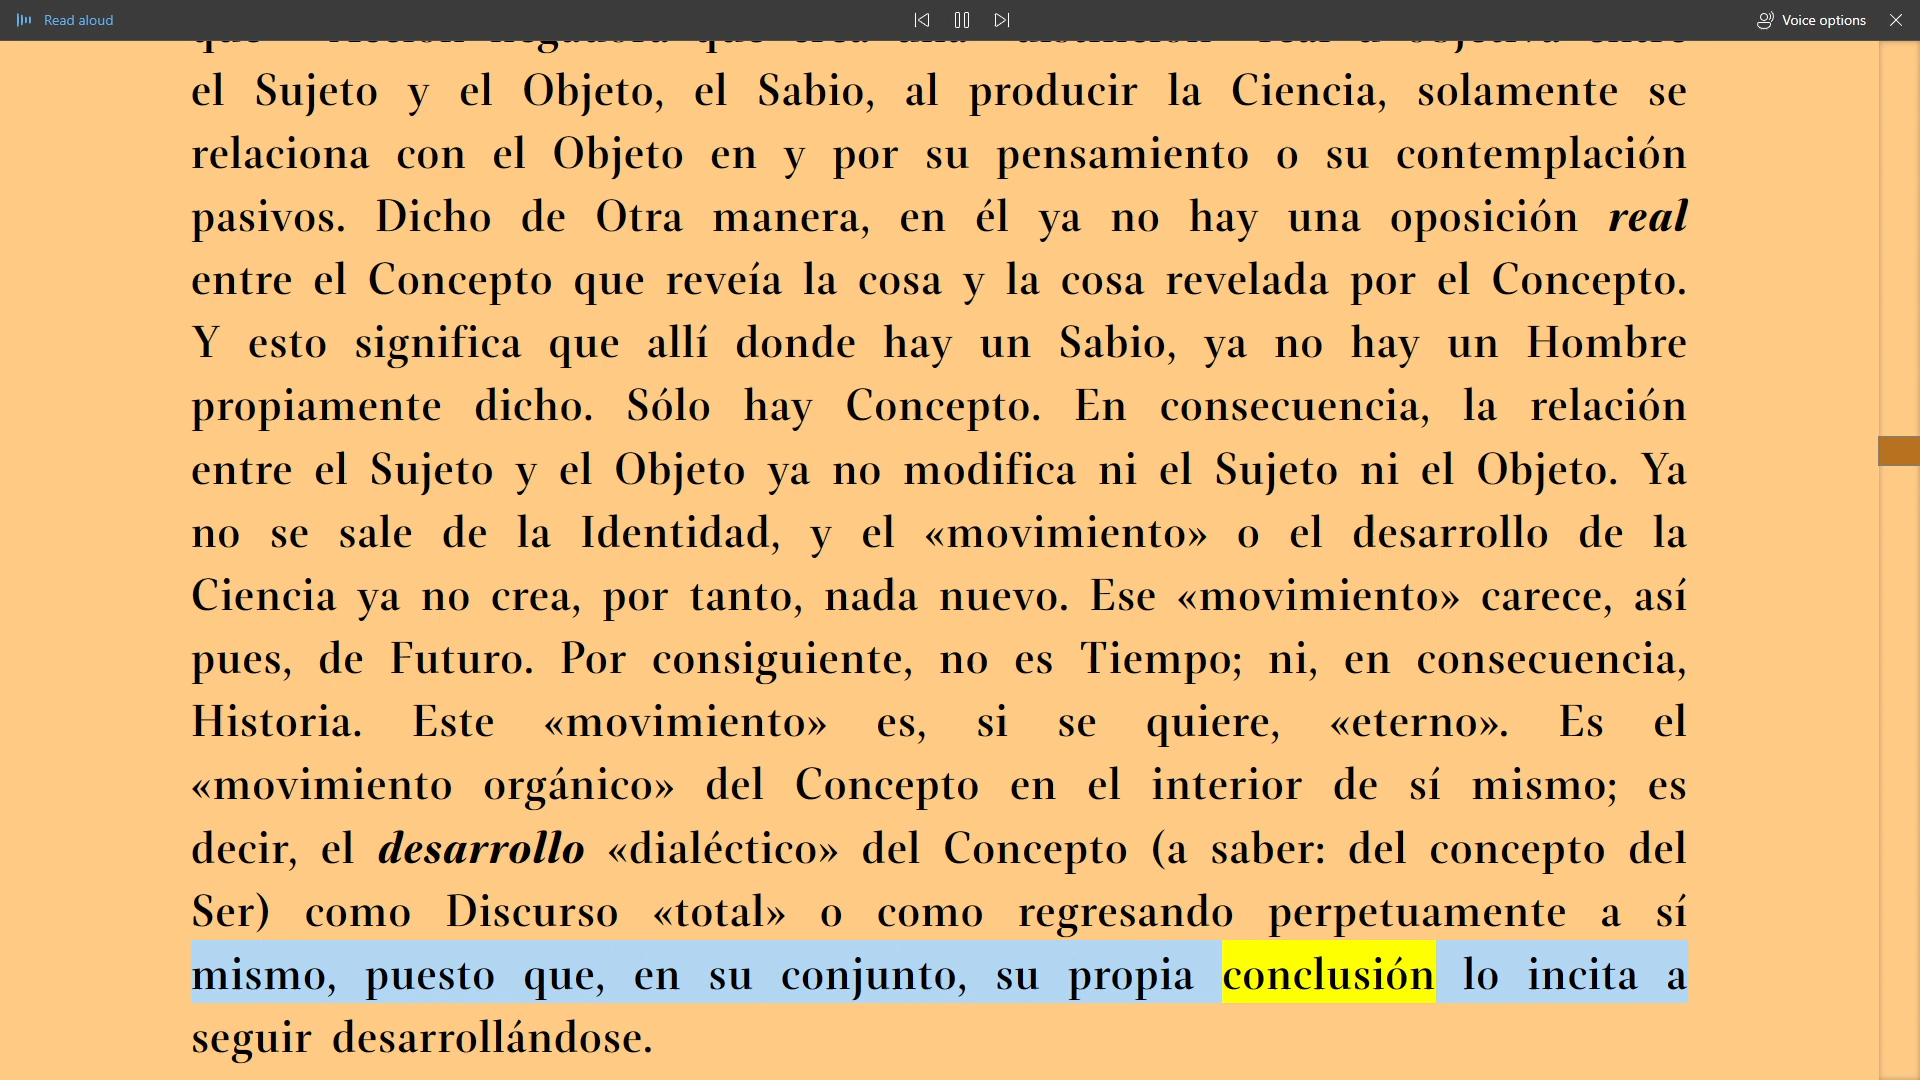 Read aloud
Voice options
el Sujeto y el Objeto, el Sabio, al producir la Ciencia, solamente se
relaciona con el Objeto en y por su pensamiento o su contemplación
pasivos. Dicho de Otra manera, en él ya no hay una oposición real
entre el Concepto que reveía la cosa y la cosa revelada por el Concepto.
Y esto significa que allí donde hay un Sabio, ya no hay un Hombre
propiamente dicho. Sólo hay Concepto. En consecuencia, la relación
entre el Sujeto y el Objeto ya no modifica ni el Sujeto ni el Objeto. Ya
no se sale de la Identidad, y el «movimiento» o el desarrollo de la
Ciencia ya no crea, por tanto, nada nuevo. Ese «movimiento» carece, así
pues, de Futuro. Por consiguiente, no es Tiempo; ni, en consecuencia,
Historia. Este «movimiento» es, si se quiere, «eterno». Es el
«movimiento orgánico» del Concepto en el interior de sí mismo; es
decir, el desarrollo «dialéctico» del Concepto (a saber: del concepto del
Ser) como Discurso «total» o como regresando perpetuamente a sí
mismo, puesto que, en su conjunto, su propia conclusión lo incita a
seguir desarrollándose.